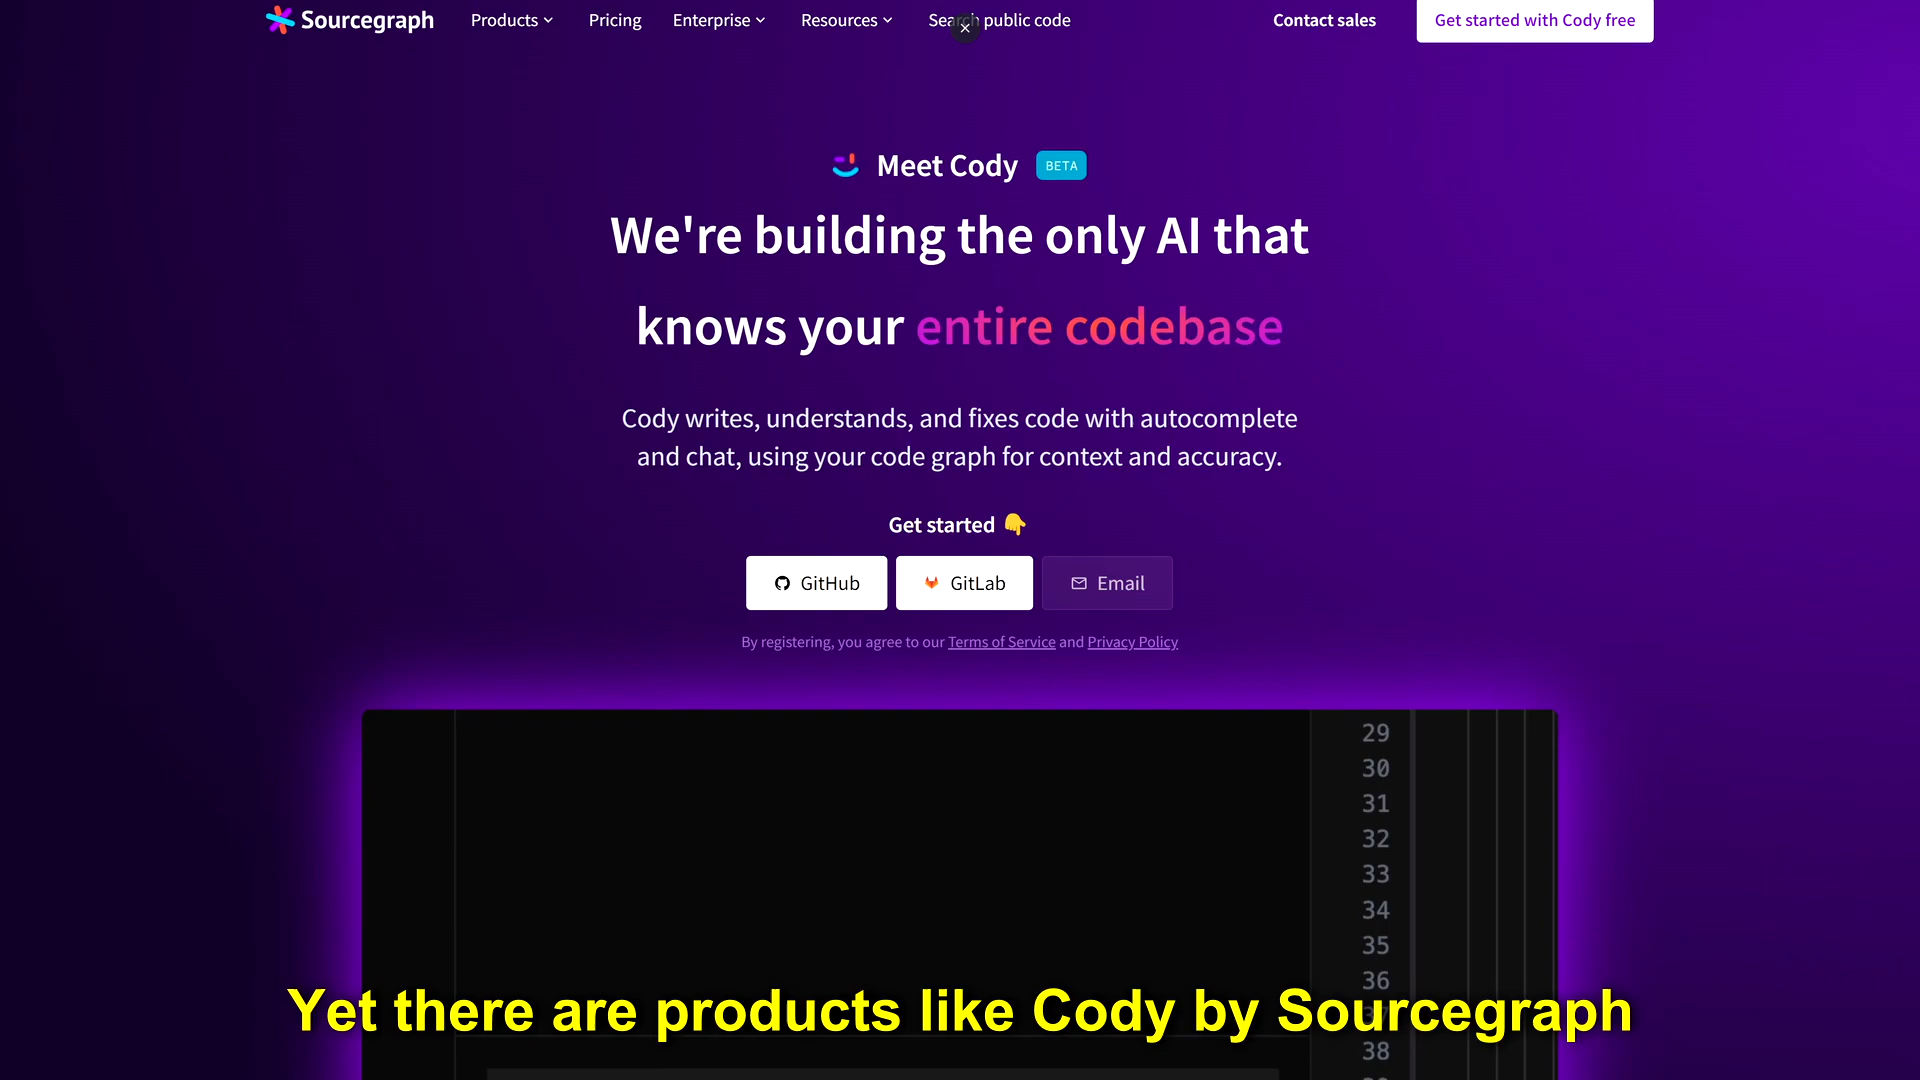 Sourcegraph
Products
Pricing
Enterprise
Resources
Search public code
Contact sales
Get started with Cody free
Meet Cody
BETA
We're building the only AI that
knows your entire codebase
Cody writes, understands, and fixes code with autocomplete
and chat, using your code graph for context and accuracy.
Get started 👇
GitHub
GitLab
Email
By registering, you agree to our Terms of Service and Privacy Policy
29
30
31
32
33
34
35
36
Yet there are products like Cody by Sourcegraph
38